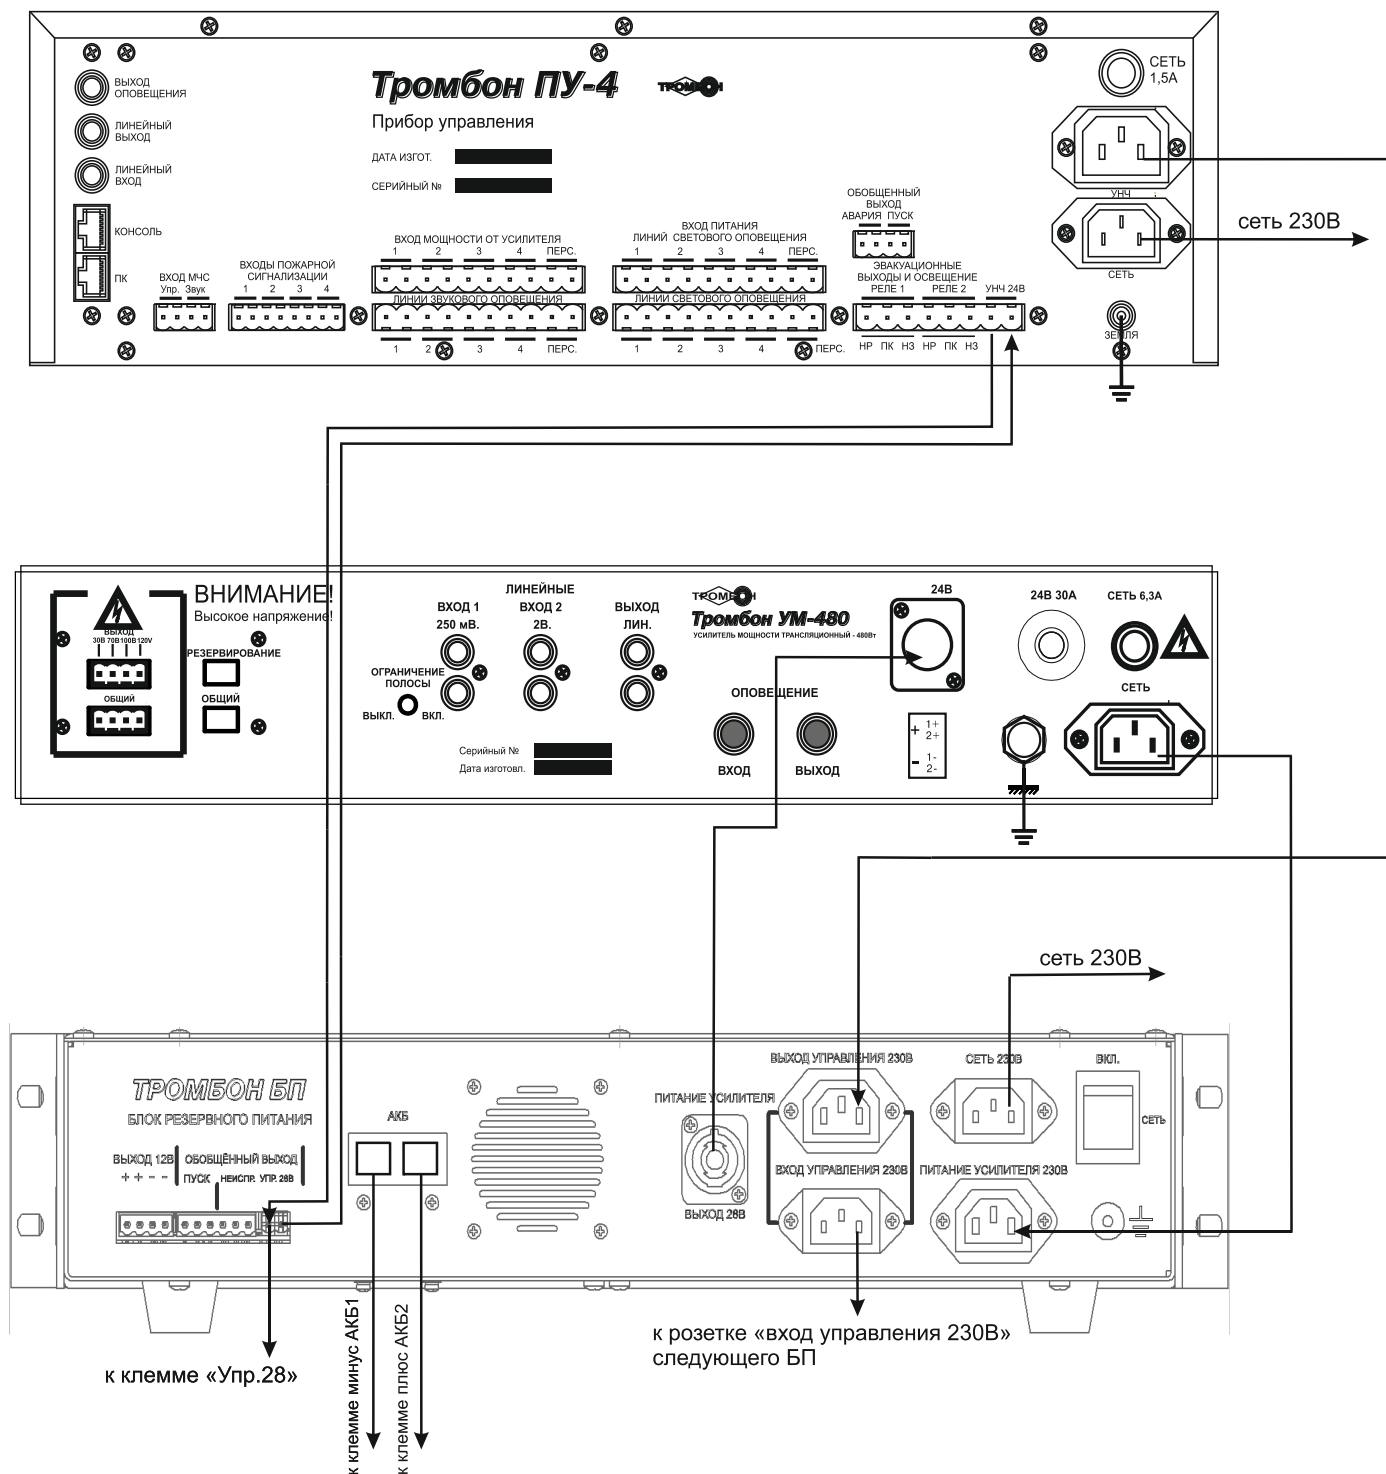 ВЫХОД
ОПОВЕЩЕНИЯ
ЛИНЕЙНЫЙ
ВЫХОД
ЛИНЕЙНЫЙ
ВХОД
КОНСОЛЬ
ПК
Тромбон ПУ-4
ТРОМБОН
Прибор управления
ДАТА ИЗГОТ.
СЕРИЙНЫЙ №
СЕТЬ
1,5А
УНЧ
сеть 230В
СЕТЬ
ЗЕМЛЯ
ВХОД МЧС
Упр. Звук
ВХОДЫ ПОЖАРНОЙ
СИГНАЛИЗАЦИИ
1 2 3 4
ВХОД МОЩНОСТИ ОТ УСИЛИТЕЛЯ
1 2 3 4 ПЕРС.
ЛИНИИ ЗВУКОВОГО ОПОВЕЩЕНИЯ
1 2 3 4 ПЕРС.
ВХОД ПИТАНИЯ
ЛИНИЙ СВЕТОВОГО ОПОВЕЩЕНИЯ
1 2 3 4 ПЕРС.
ЛИНИИ СВЕТОВОГО ОПОВЕЩЕНИЯ
1 2 3 4 ПЕРС.
ОБОБЩЕННЫЙ
ВЫХОД
АВАРИЯ ПУСК
ЭВАКУАЦИОННЫЕ
ВЫХОДЫ И ОСВЕЩЕНИЕ
РЕЛЕ 1 РЕЛЕ 2 УНЧ 24В
НР ПК НЗ НР ПК НЗ
ВНИМАНИЕ!
Высокое напряжение!
ВЫХОД
30В 70В 100В 120V
ОБЩИЙ
РЕЗЕРВИРОВАНИЕ
ОБЩИЙ
ОГРАНИЧЕНИЕ
ПОЛОСЫ
ВЫКЛ. ВКЛ.
ЛИНЕЙНЫЕ
ВХОД 1 ВХОД 2 ВЫХОД
250 мВ. 2В. ЛИН.
Серийный №
Дата изготовл.
ТРОМБОН
Тромбон УМ-480
УСИЛИТЕЛЬ МОЩНОСТИ ТРАНСЛЯЦИОННЫЙ - 480Вт
ОПОВЕЩЕНИЕ
ВХОД ВЫХОД
24В
+ 1+
2+
- 1-
2-
24В 30А
СЕТЬ 6,3А
СЕТЬ
сеть 230В
ТРОМБОН БП
БЛОК РЕЗЕРВНОГО ПИТАНИЯ
ВЫХОД 12В
+ + - -
ОБОБЩЁННЫЙ ВЫХОД
ПУСК НЕИСПР. УПР. 28В
АКБ
ПИТАНИЕ УСИЛИТЕЛЯ
ВЫХОД 28В
ВЫХОД УПРАВЛЕНИЯ 230В
ВХОД УПРАВЛЕНИЯ 230В
СЕТЬ 230В
ПИТАНИЕ УСИЛИТЕЛЯ 230В
ВКЛ.
СЕТЬ
к клемме «Упр.28»
к клемме минус АКБ1
к клемме плюс АКБ2
к розетке «вход управления 230В»
следующего БП